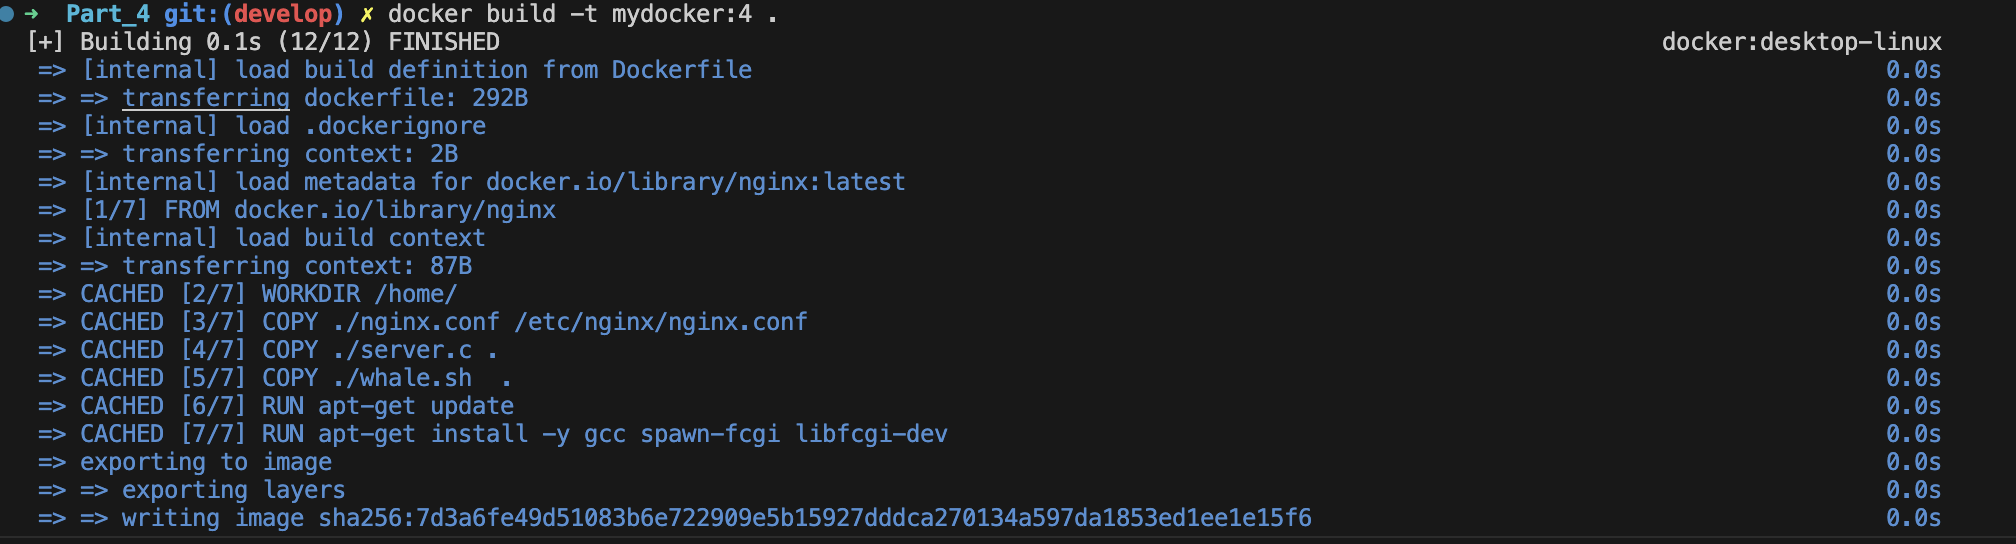 ➜ Part_4 git:(develop) ✗ docker build -t mydocker:4 .
[+] Building 0.1s (12/12) FINISHED docker:desktop-linux
=> [internal] load build definition from Dockerfile 0.0s
=> => transferring dockerfile: 292B 0.0s
=> [internal] load .dockerignore 0.0s
=> => transferring context: 2B 0.0s
=> [internal] load metadata for docker.io/library/nginx:latest 0.0s
=> [1/7] FROM docker.io/library/nginx 0.0s
=> [internal] load build context 0.0s
=> => transferring context: 87B 0.0s
=> CACHED [2/7] WORKDIR /home/ 0.0s
=> CACHED [3/7] COPY ./nginx.conf /etc/nginx/nginx.conf 0.0s
=> CACHED [4/7] COPY ./server.c . 0.0s
=> CACHED [5/7] COPY ./whale.sh  . 0.0s
=> CACHED [6/7] RUN apt-get update 0.0s
=> CACHED [7/7] RUN apt-get install -y gcc spawn-fcgi libfcgi-dev 0.0s
=> exporting to image 0.0s
=> => exporting layers 0.0s
=> => writing image sha256:7d3a6fe49d51083b6e722909e5b15927dddca270134a597da1853ed1ee1e15f6 0.0s